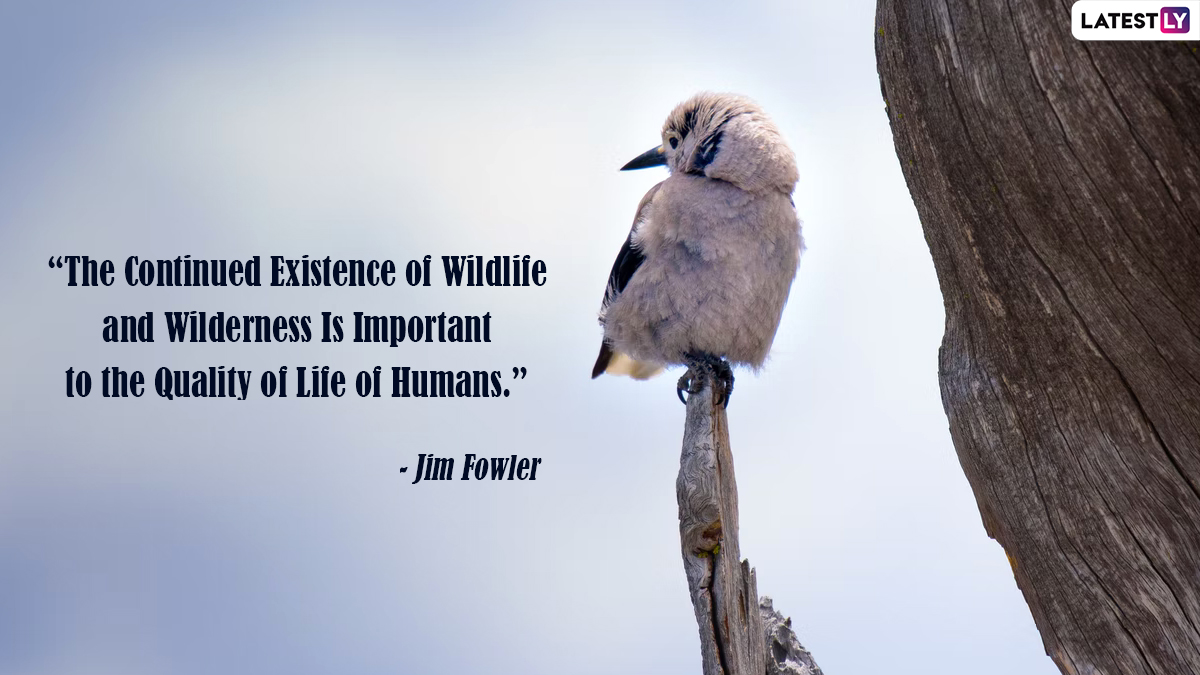 LATESTLY
“The Continued Existence of Wildlife
and Wilderness Is Important
to the Quality of Life of Humans.”
- Jim Fowler